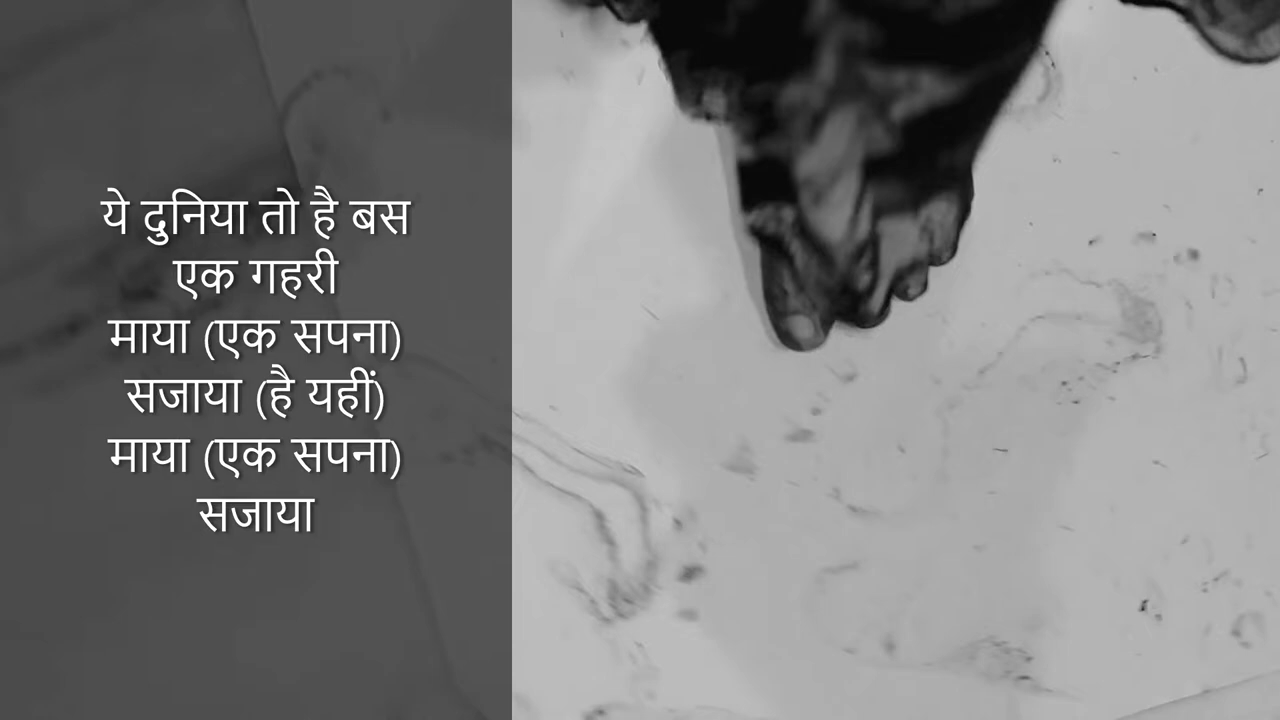 ये दुनिया तो है बस
एक गहरी
माया (एक सपना)
सजाया (है यहीं)
माया (एक सपना)
सजाया